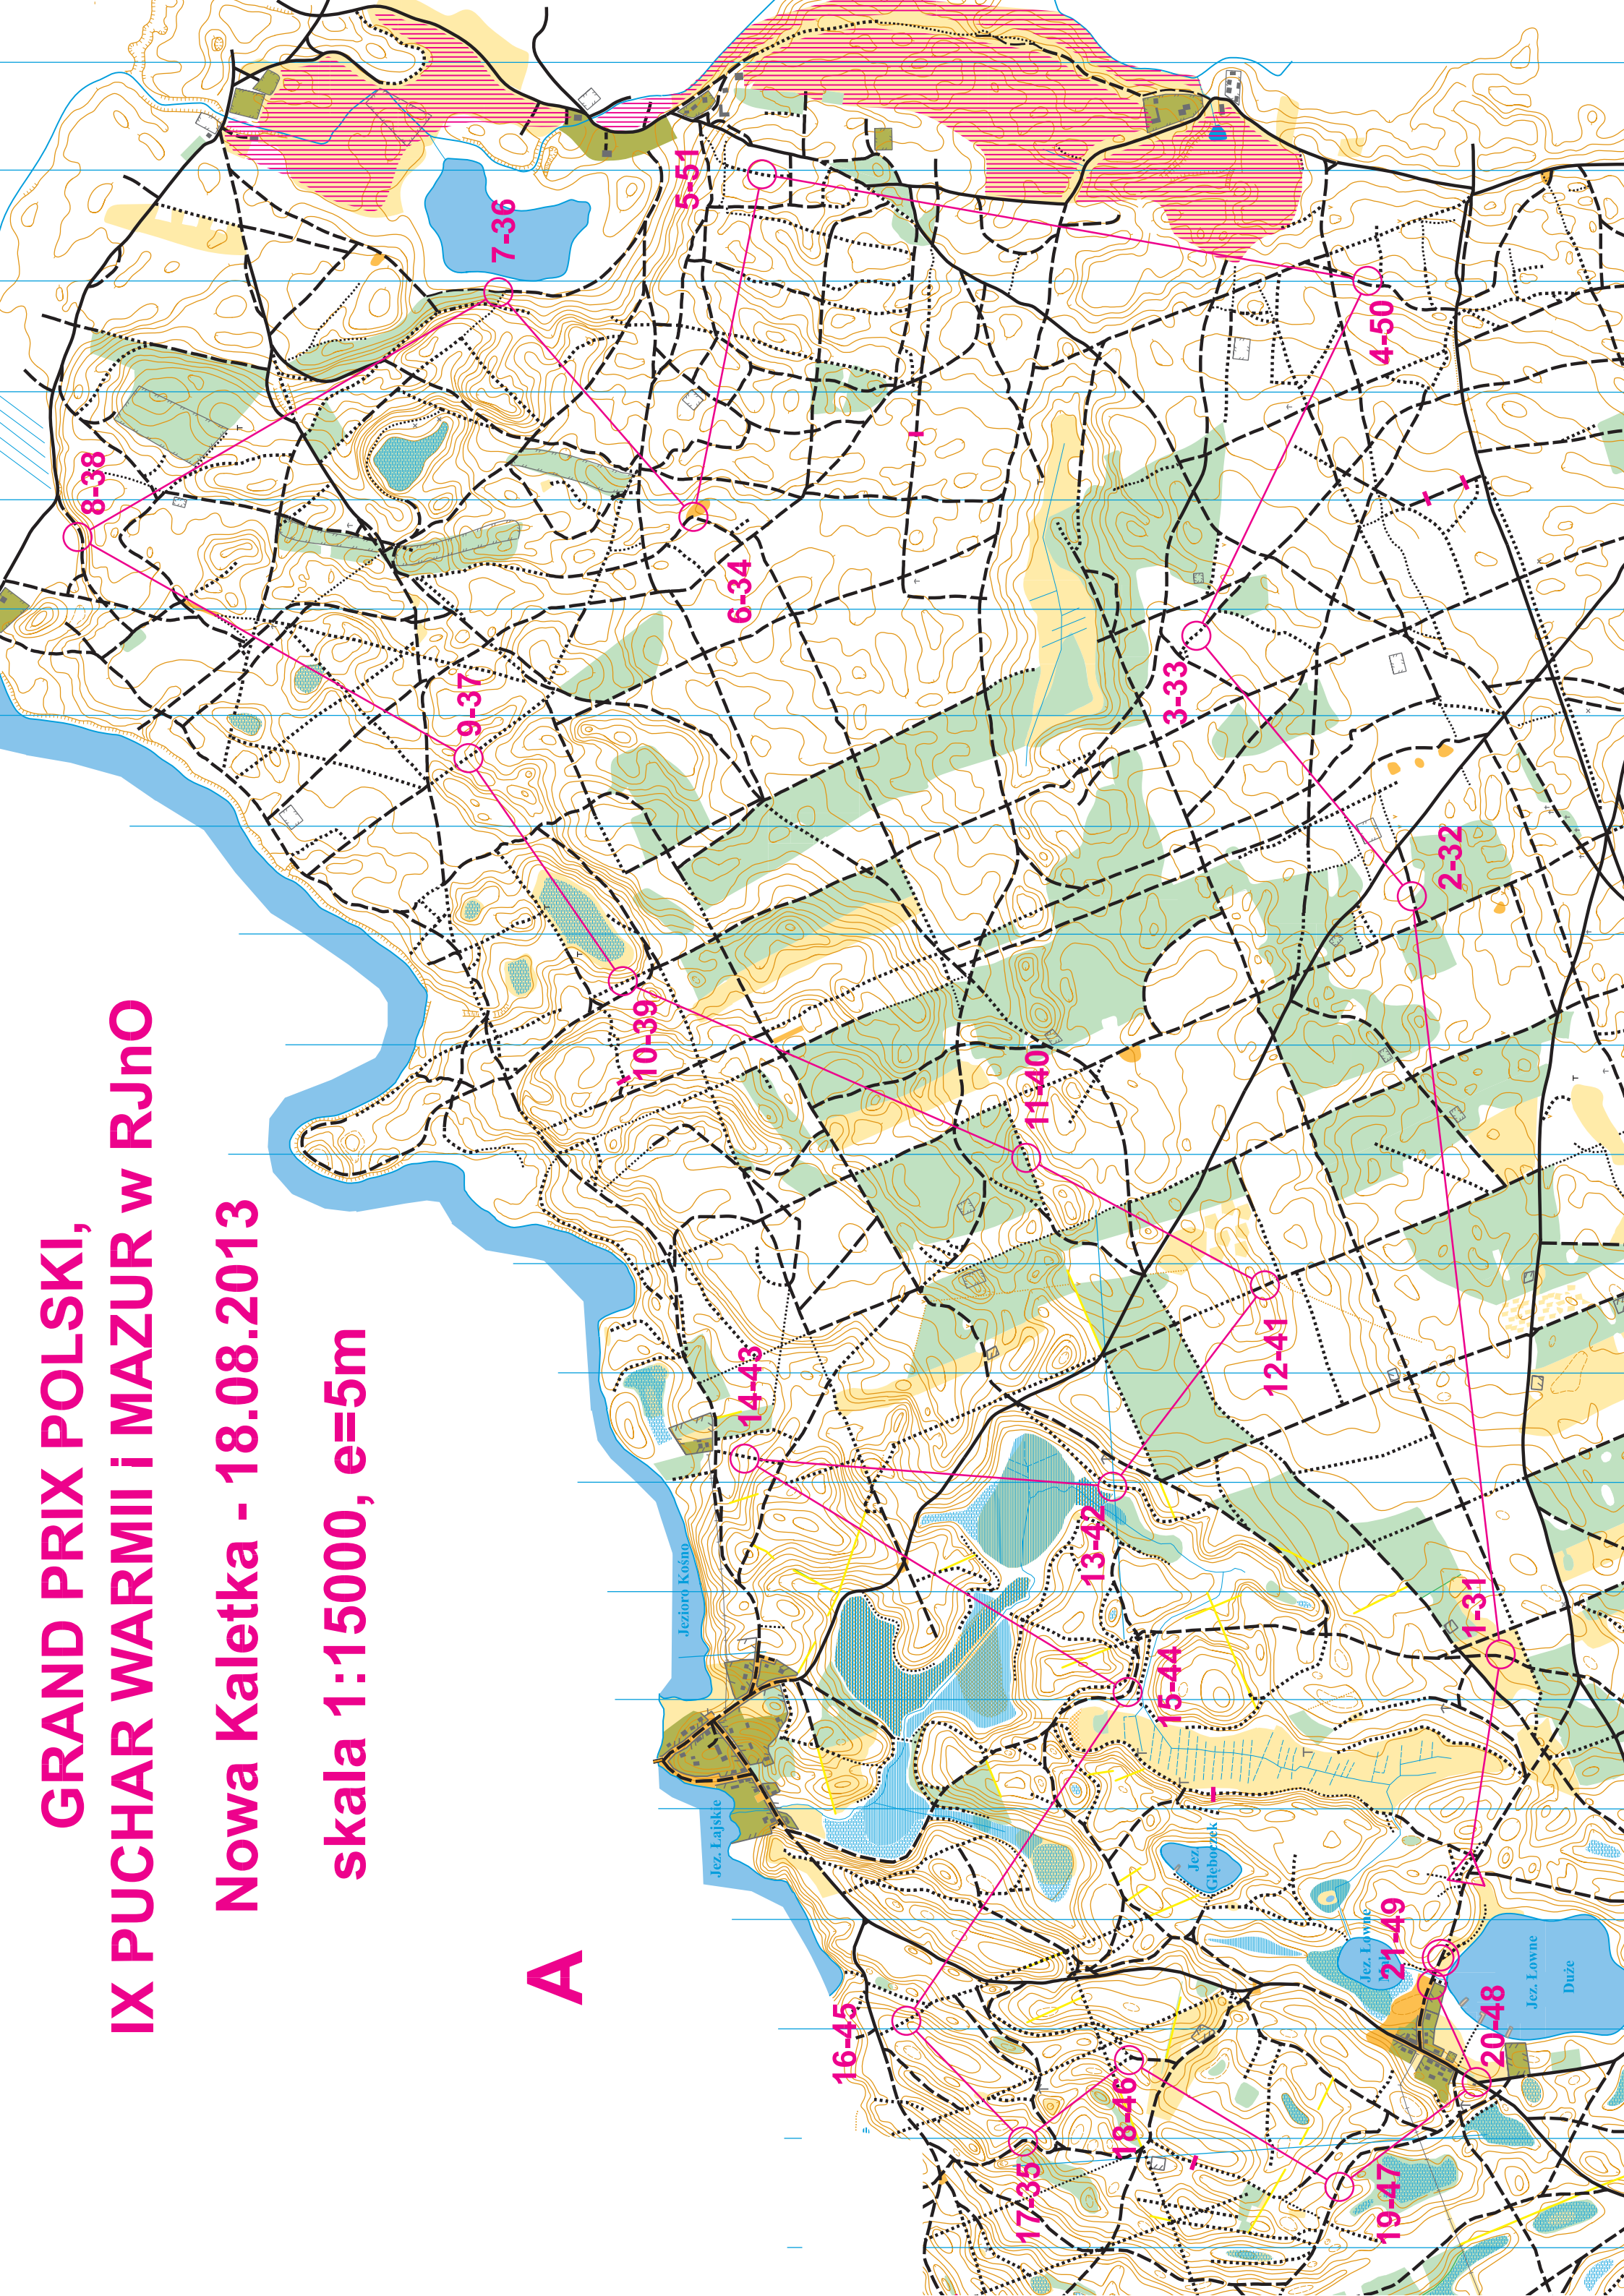 GRAND PRIX POLSKI,
IX PUCHAR WARMII i MAZUR w RJnO
Nowa Kaletka - 18.08.2013
skala 1:15000, e=5m
A
8-38
7-36
5-51
6-34
9-37
4-50
3-33
2-32
10-39
11-40
12-41
14-43
13-42
1-31
15-44
16-45
17-35
18-46
19-47
20-48
21-49
Jezioro Kośno
Jez. Łajskie
Jez.
Głęboczek
Jez. Łowne
Jez. Łowne
Duże